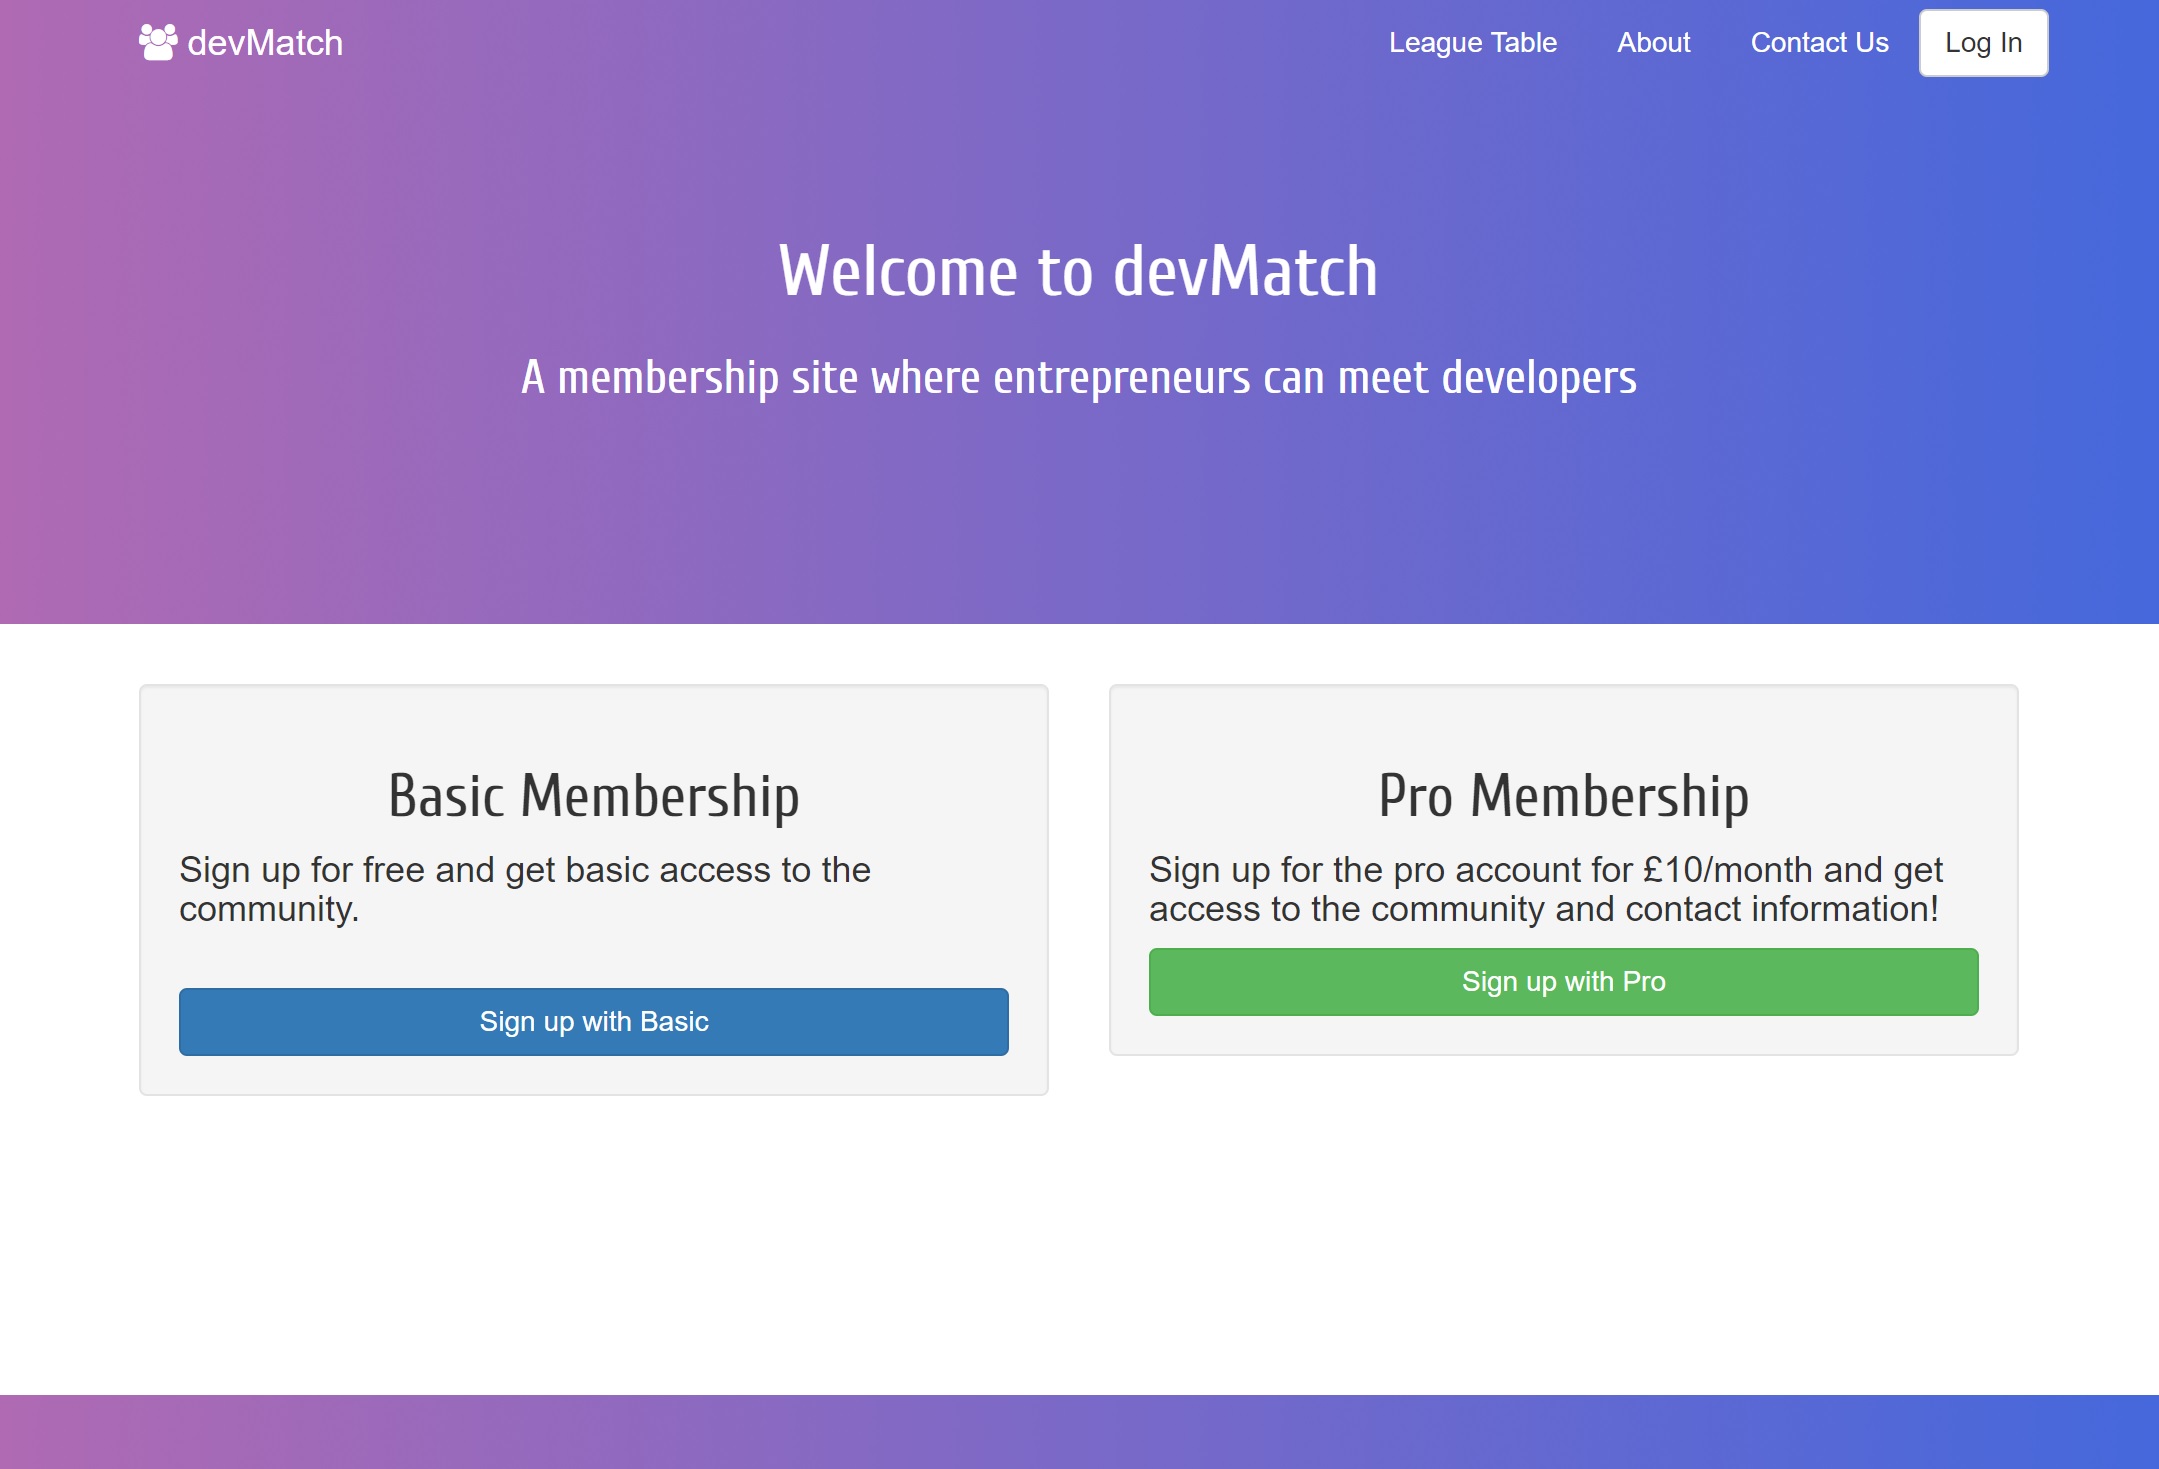 devMatch
League Table
About
Contact Us
Log In
Welcome to devMatch
A membership site where entrepreneurs can meet developers
Basic Membership
Sign up for free and get basic access to the
community.
Sign up with Basic
Pro Membership
Sign up for the pro account for £10/month and get
access to the community and contact information!
Sign up with Pro